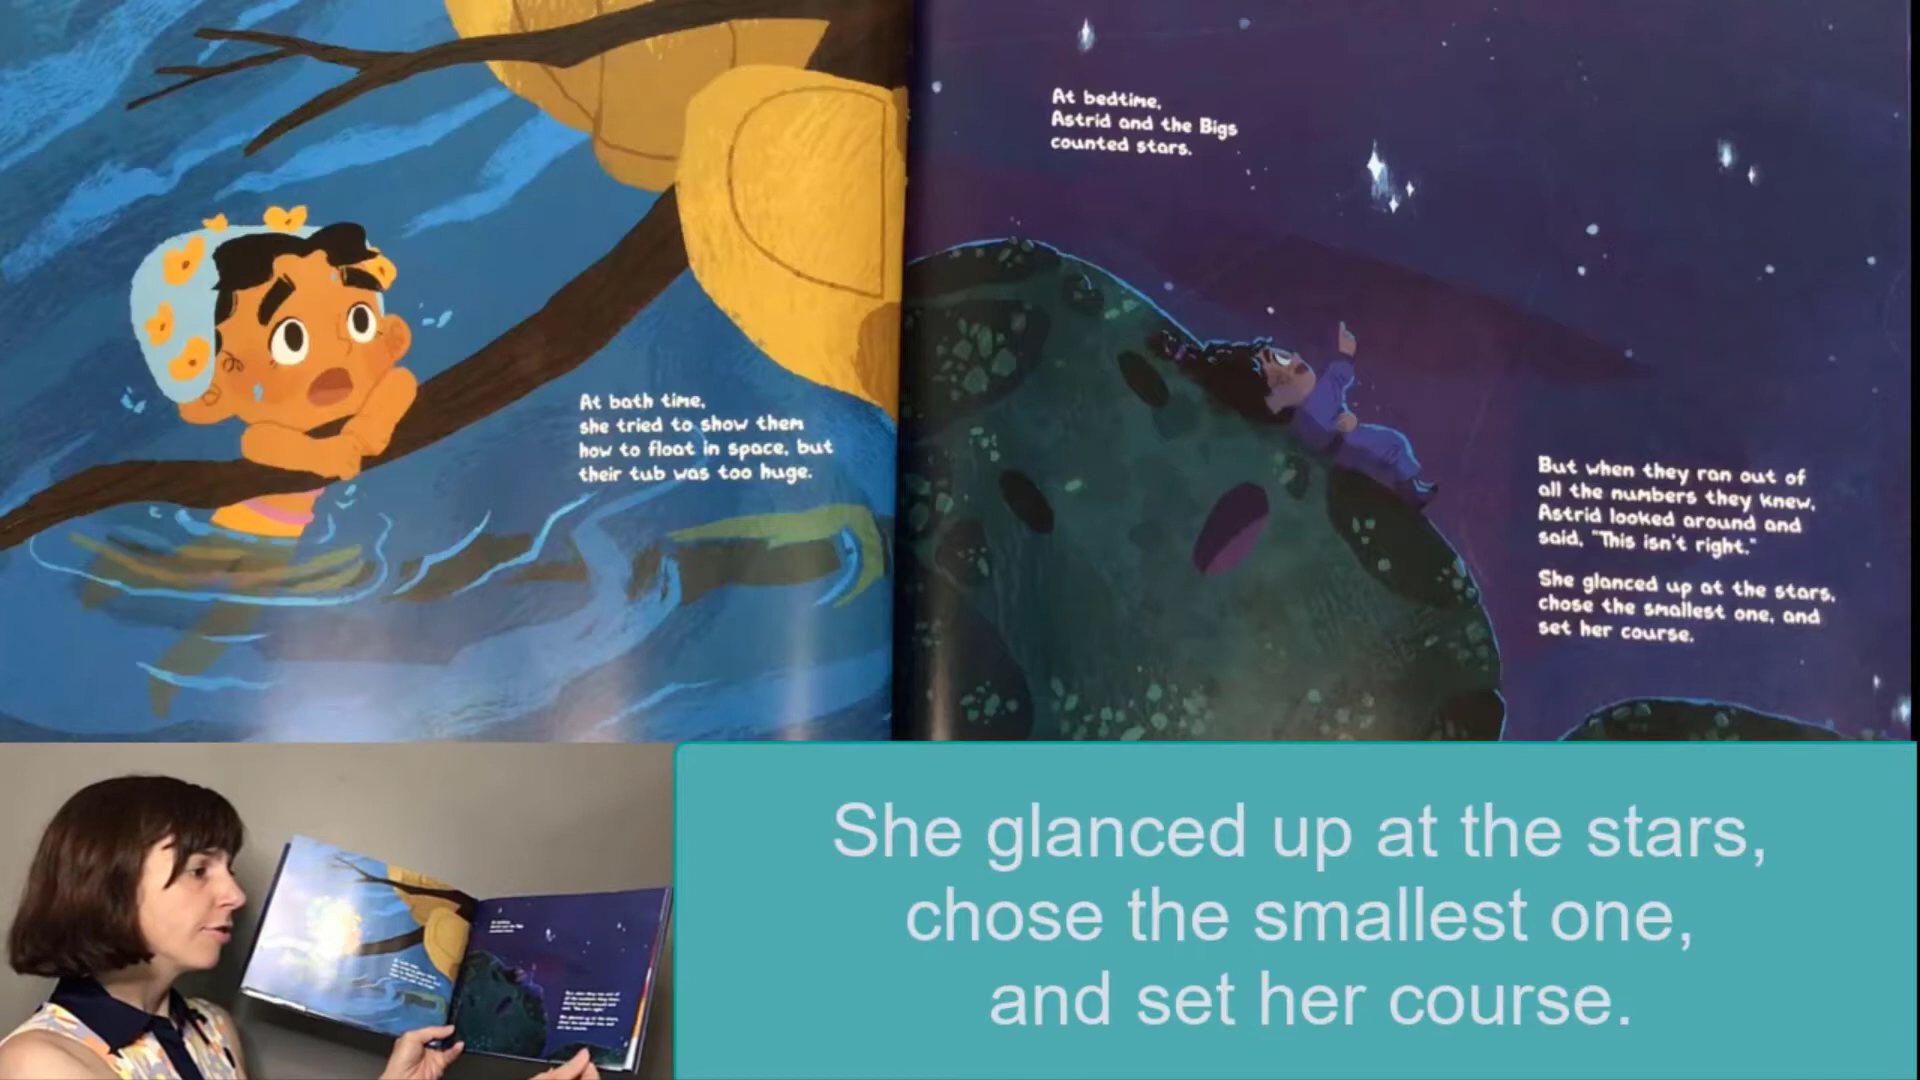 At bath time,
she tried to show them
how to float in space, but
their tub was too huge.
At bedtime,
Astrid and the Bigs
counted stars.
But when they ran out of
all the numbers they knew,
Astrid looked around and
said, "This isn't right."
She glanced up at the stars,
chose the smallest one, and
set her course.
She glanced up at the stars,
chose the smallest one,
and set her course.